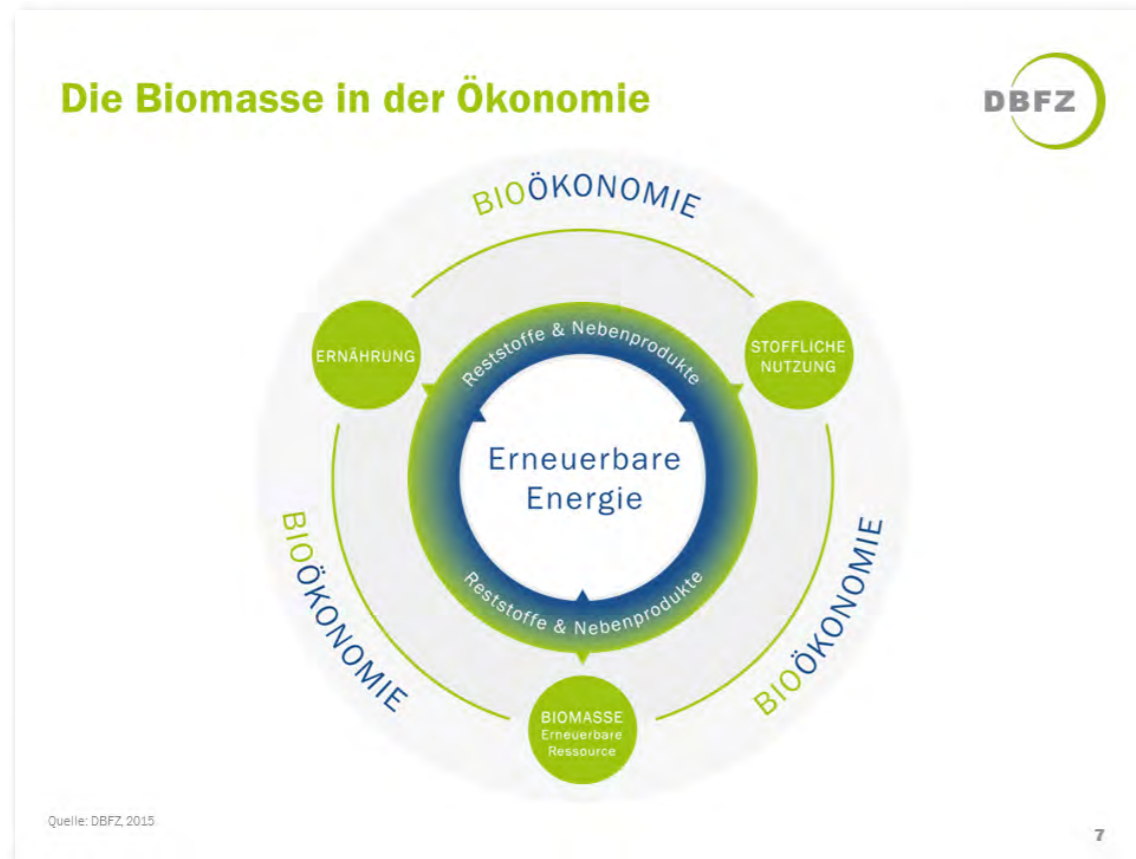 Die Biomasse in der Ökonomie
DBFZ
BIOÖKONOMIE
ERNÄHRUNG
Reststoffe & Nebenprodukte
STOFFLICHE
NUTZUNG
Erneuerbare
Energie
BIOÖKONOMIE
Reststoffe & Nebenprodukte
BIOÖKONOMIE
BIOMASSE
Erneuerbare
Ressource
Quelle: DBFZ, 2015
7